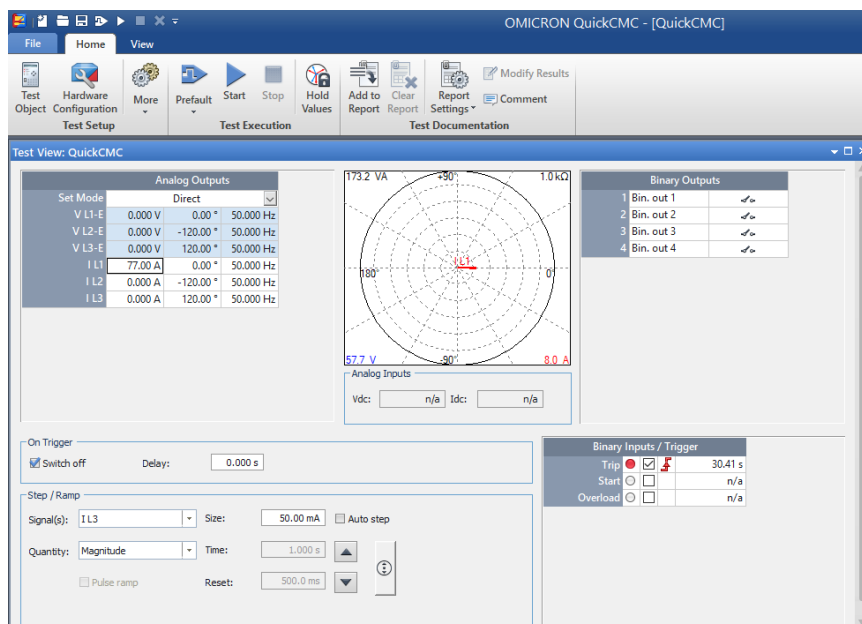 OMICRON QuickCMC - [QuickCMC]
File Home View
Test Object
Hardware Configuration
More
Prefault
Start
Stop
Hold Values
Add to Report
Clear Report
Report Settings
Modify Results
Comment
Test Setup
Test Execution
Test Documentation
Test View: QuickCMC
Analog Outputs
Set Mode Direct
V L1-E 0.000 V 0.00 ° 50.000 Hz
V L2-E 0.000 V -120.00 ° 50.000 Hz
V L3-E 0.000 V 120.00 ° 50.000 Hz
I L1 77.00 A 0.00 ° 50.000 Hz
I L2 0.000 A -120.00 ° 50.000 Hz
I L3 0.000 A 120.00 ° 50.000 Hz
173.2 VA +90° 1.0 kΩ
I L1
180° 0°
57.7 V -90° 8.0 A
Analog Inputs
Vdc: n/a Idc: n/a
Binary Outputs
1 Bin. out 1
2 Bin. out 2
3 Bin. out 3
4 Bin. out 4
On Trigger
Switch off Delay: 0.000 s
Step / Ramp
Signal(s): I L3 Size: 50.00 mA Auto step
Quantity: Magnitude Time: 1.000 s
Pulse ramp Reset: 500.0 ms
Binary Inputs / Trigger
Trip 30.41 s
Start n/a
Overload n/a